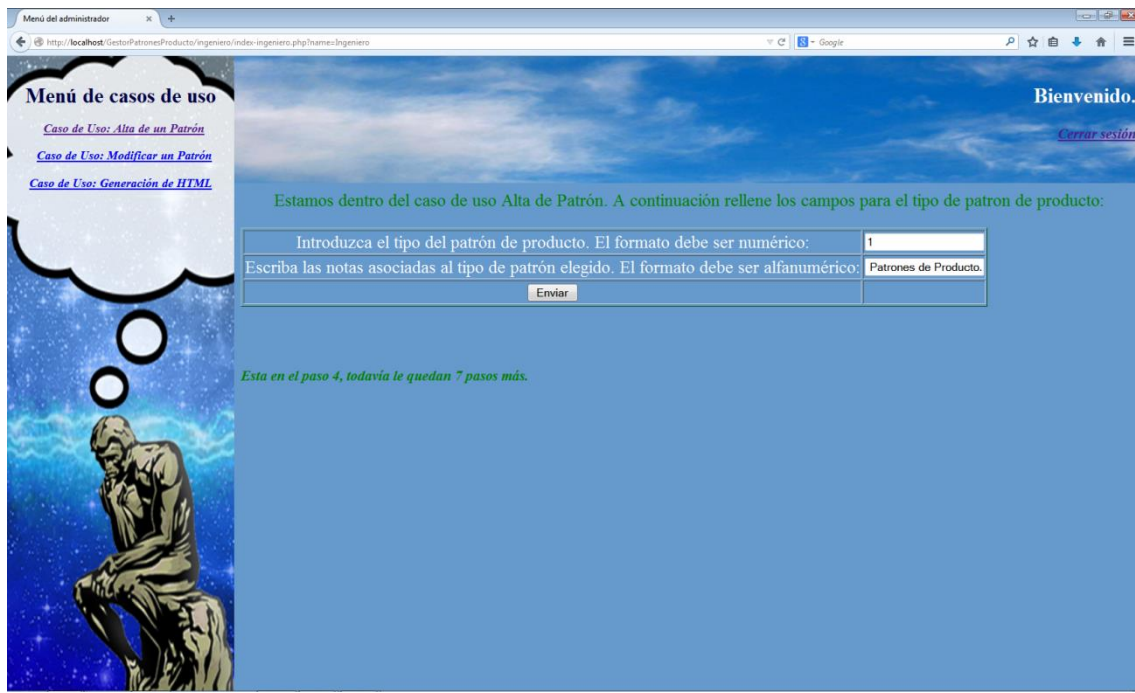 Menú del administrador
http://localhost/GestorPatronesProducto/ingeniero/index-ingeniero.php?name=Ingeniero
Google
Menú de casos de uso
Caso de Uso: Alta de un Patrón
Caso de Uso: Modificar un Patrón
Caso de Uso: Generación de HTML
Bienvenido.
Cerrar sesión
Estamos dentro del caso de uso Alta de Patrón. A continuación rellene los campos para el tipo de patron de producto:
Introduzca el tipo del patrón de producto. El formato debe ser numérico: 1
Escriba las notas asociadas al tipo de patrón elegido. El formato debe ser alfanumérico: Patrones de Producto.
Enviar
Esta en el paso 4, todavía le quedan 7 pasos más.